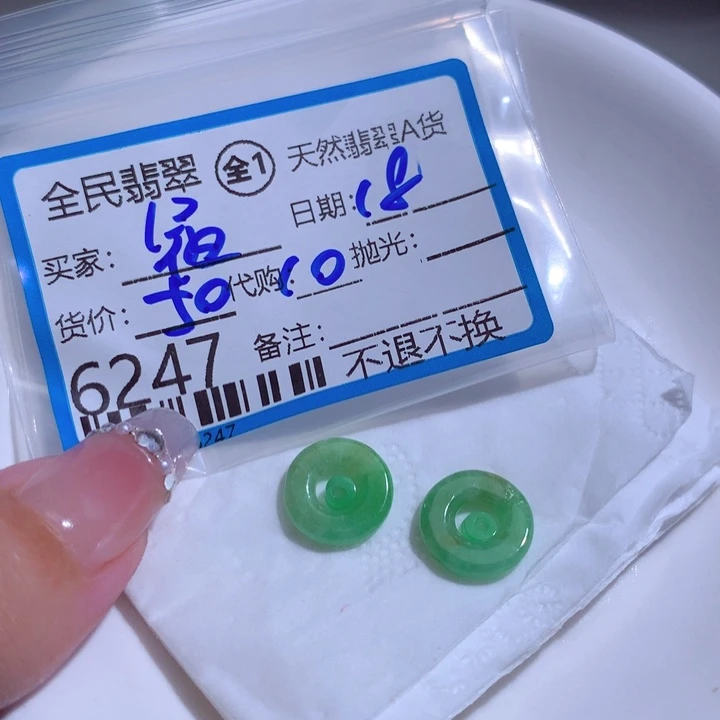 全民翡翠 全1 天然翡翠A货
买家: 日期: 18
货价: 50 代购: 10 抛光:
6247 备注: 不退不换
6247